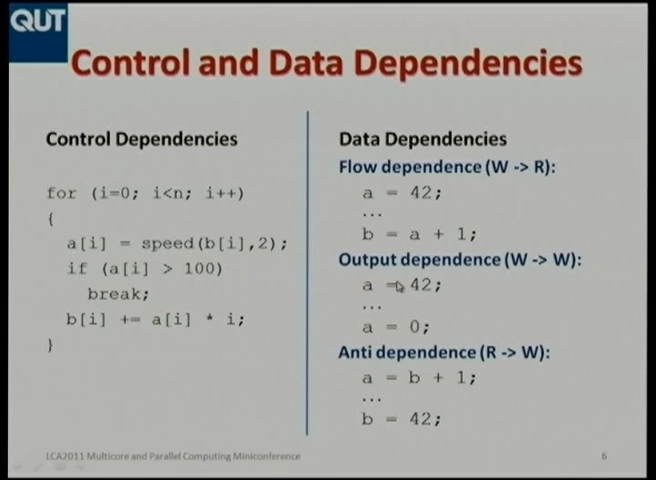 QUT
Control and Data Dependencies
Control Dependencies
for (i=0; i<n; i++)
{
a[i] = speed(b[i],2);
if (a[i] > 100)
break;
b[i] += a[i] * i;
}
Data Dependencies
Flow dependence (W -> R):
a = 42;
...
b = a + 1;
Output dependence (W -> W):
a = 42;
...
a = 0;
Anti dependence (R -> W):
a = b + 1;
...
b = 42;
LCA2011 Multicore and Parallel Computing Miniconference
6